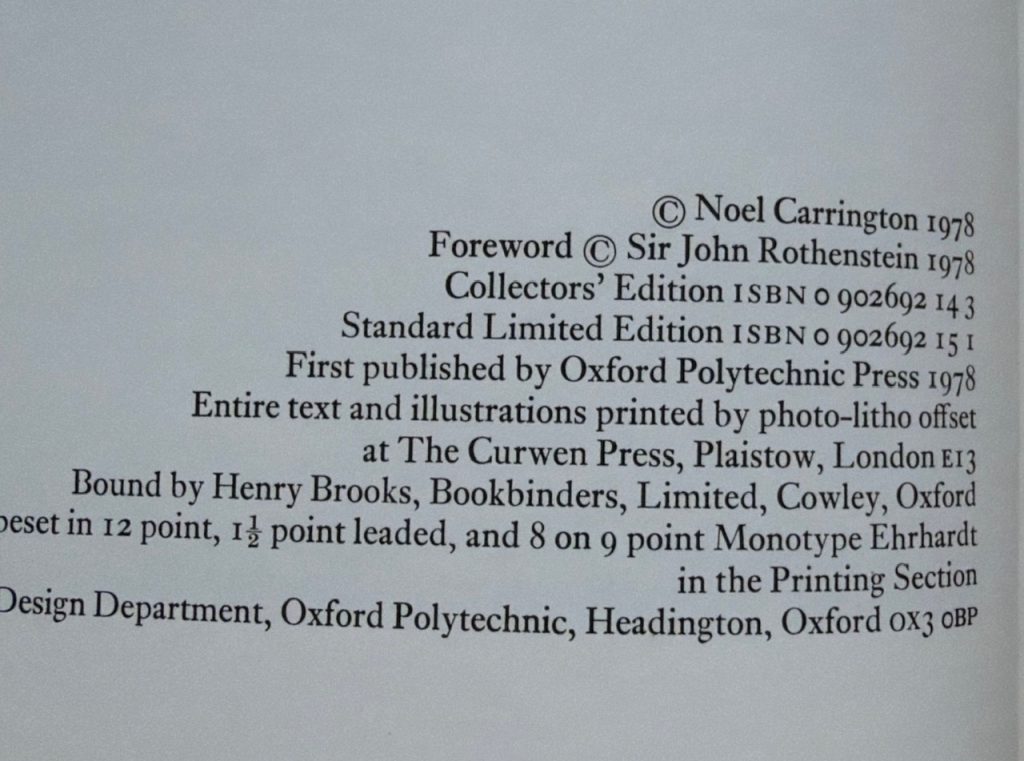 © Noel Carrington 1978
Foreword © Sir John Rothenstein 1978
Collectors' Edition ISBN 0 902692 14 3
Standard Limited Edition ISBN 0 902692 15 1
First published by Oxford Polytechnic Press 1978
Entire text and illustrations printed by photo-litho offset
at The Curwen Press, Plaistow, London E13
Bound by Henry Brooks, Bookbinders, Limited, Cowley, Oxford
in 12 point, 1½ point leaded, and 8 on 9 point Monotype Ehrhardt
in the Printing Section
Design Department, Oxford Polytechnic, Headington, Oxford OX3 0BP